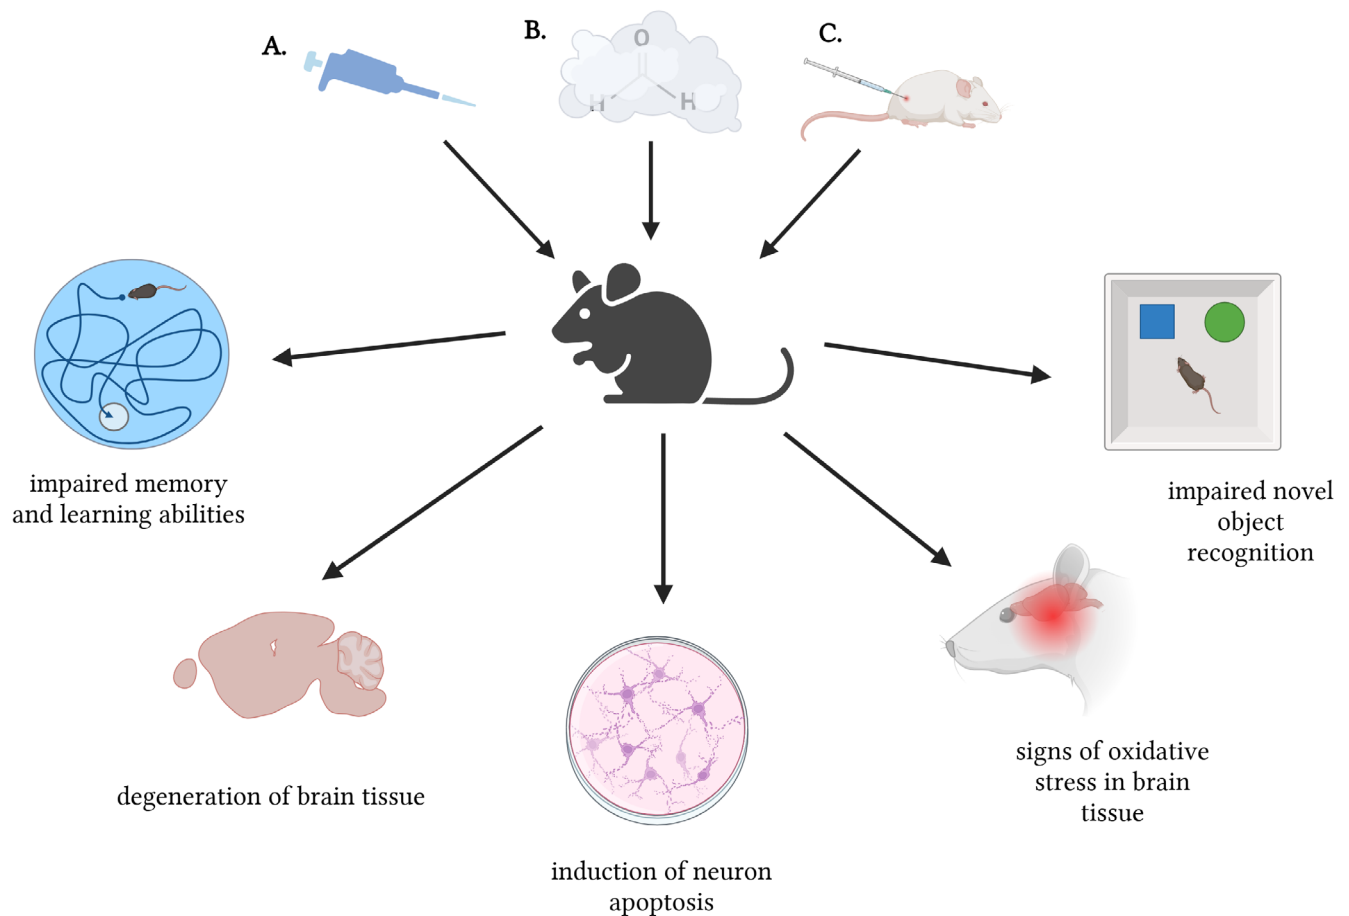 A.
B.
C.
O
H
H
impaired memory
and learning abilities
impaired novel
object
recognition
degeneration of brain tissue
signs of oxidative
stress in brain
tissue
induction of neuron
apoptosis